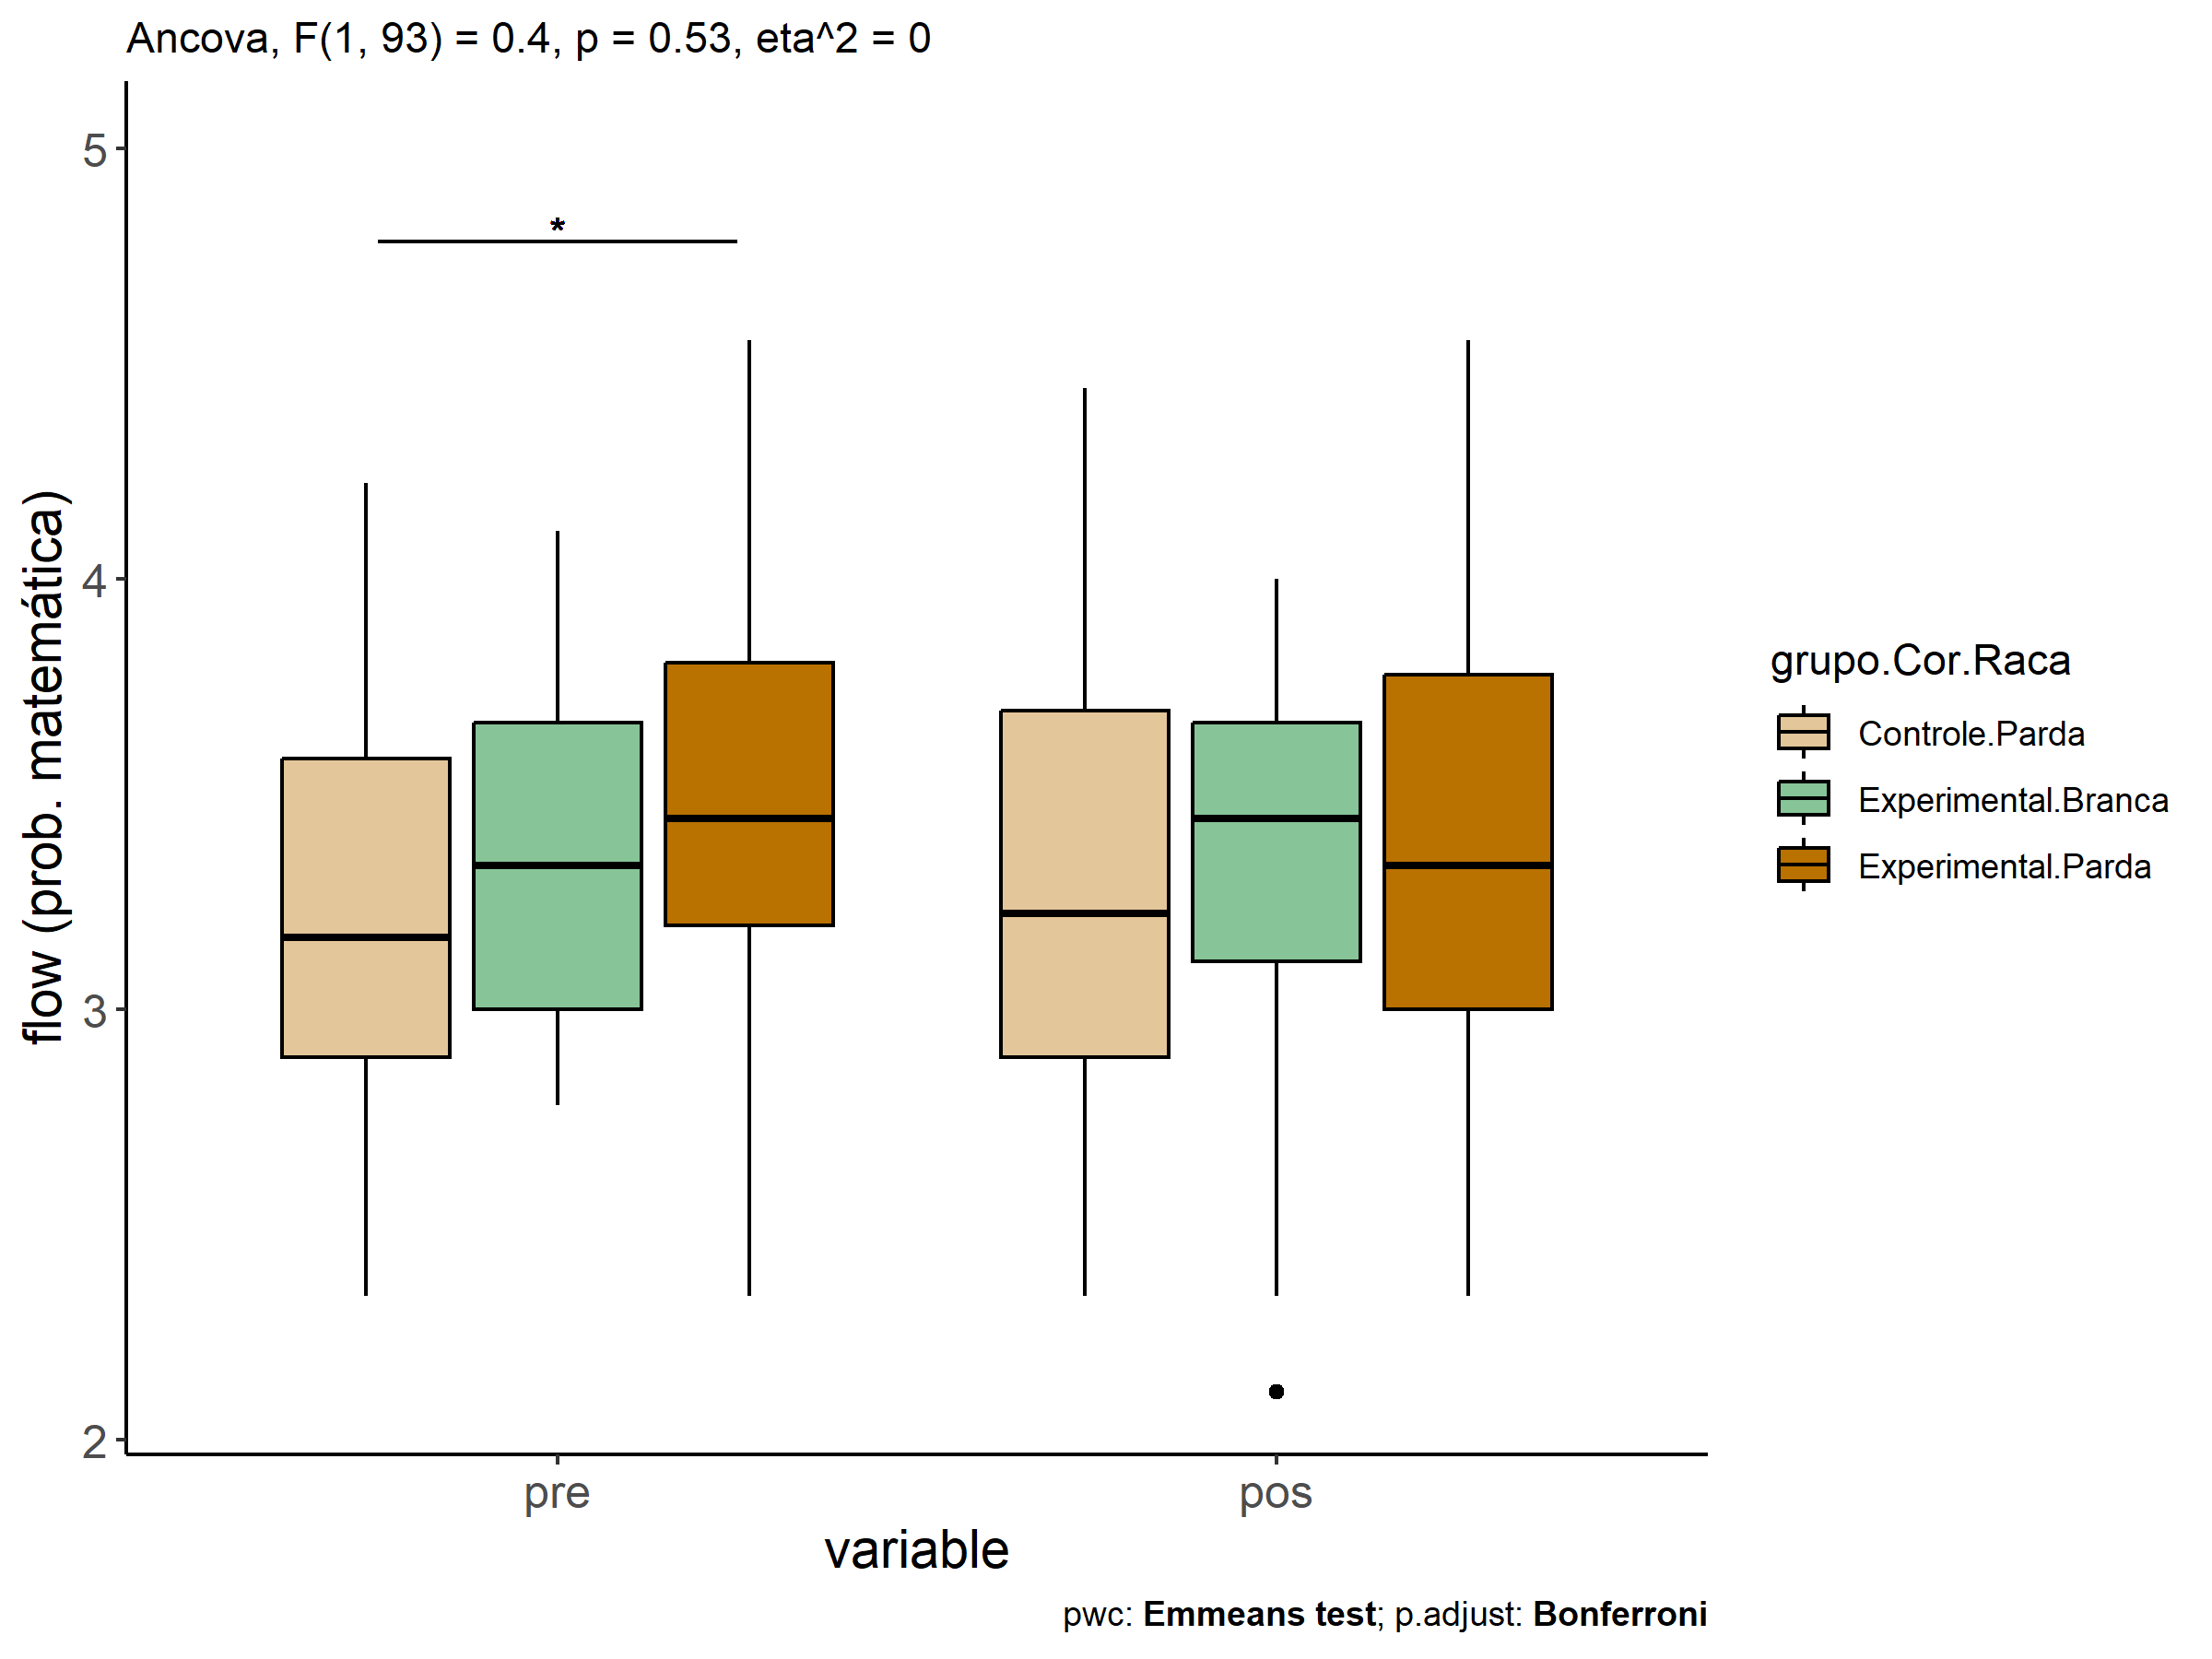 Ancova, F(1, 93) = 0.4, p = 0.53, eta^2 = 0
flow (prob. matemática)
5
4
3
2
*
pre
pos
variable
grupo.Cor.Raca
Controle.Parda
Experimental.Branca
Experimental.Parda
pwc: Emmeans test; p.adjust: Bonferroni